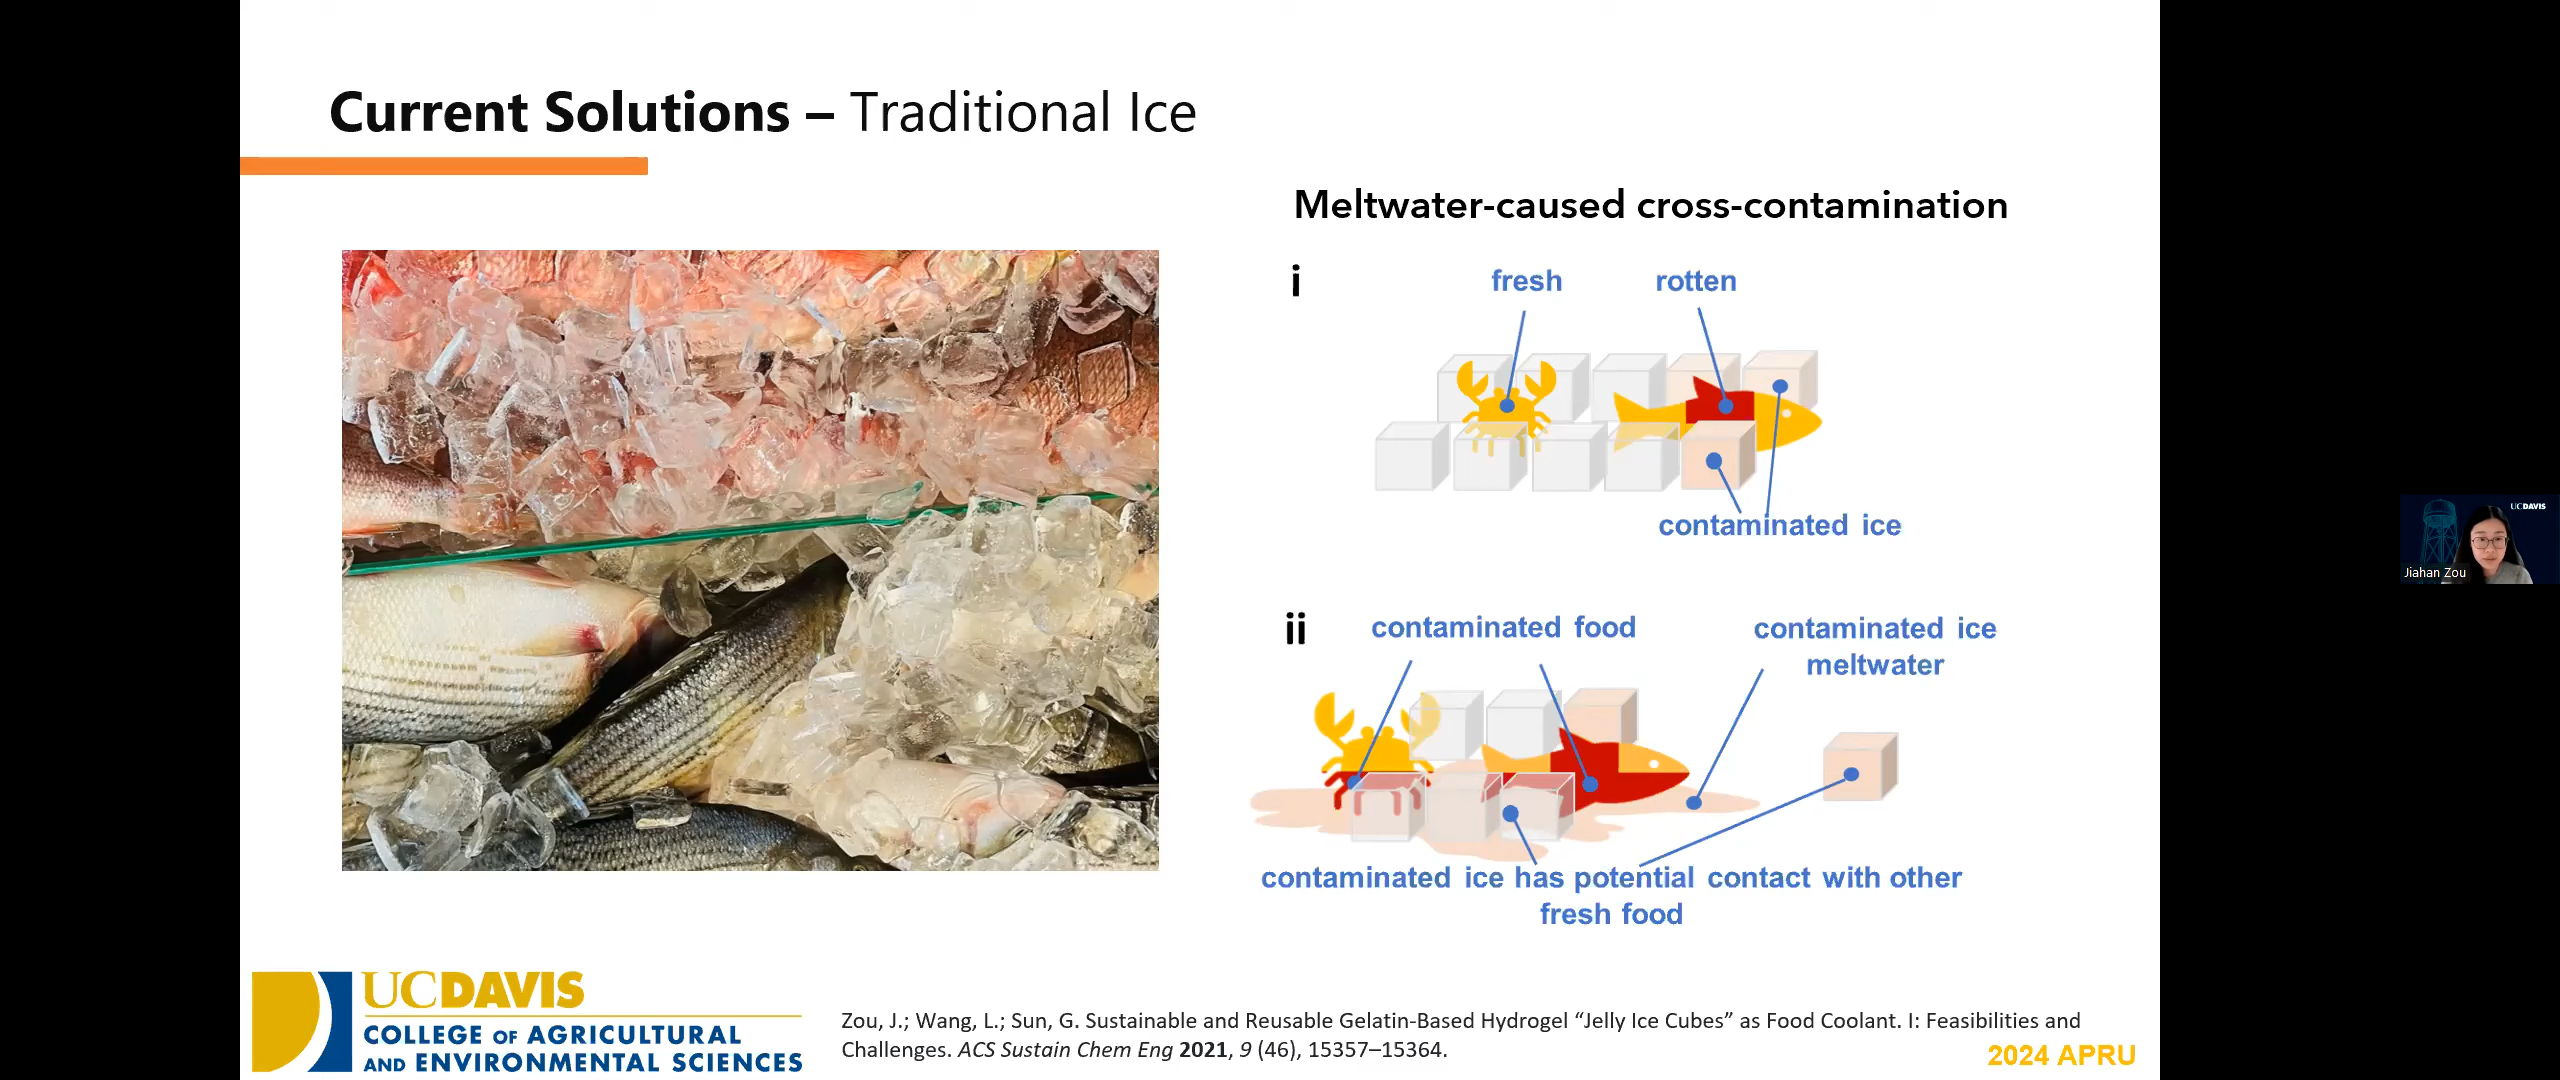 Current Solutions – Traditional Ice
Meltwater-caused cross-contamination
i
fresh
rotten
contaminated ice
ii
contaminated food
contaminated ice
meltwater
contaminated ice has potential contact with other
fresh food
UCDAVIS
COLLEGE OF AGRICULTURAL
AND ENVIRONMENTAL SCIENCES
Zou, J.; Wang, L.; Sun, G. Sustainable and Reusable Gelatin-Based Hydrogel “Jelly Ice Cubes” as Food Coolant. I: Feasibilities and
Challenges. ACS Sustain Chem Eng 2021, 9 (46), 15357–15364.
2024 APRU
UCDAVIS
Jiahan Zou